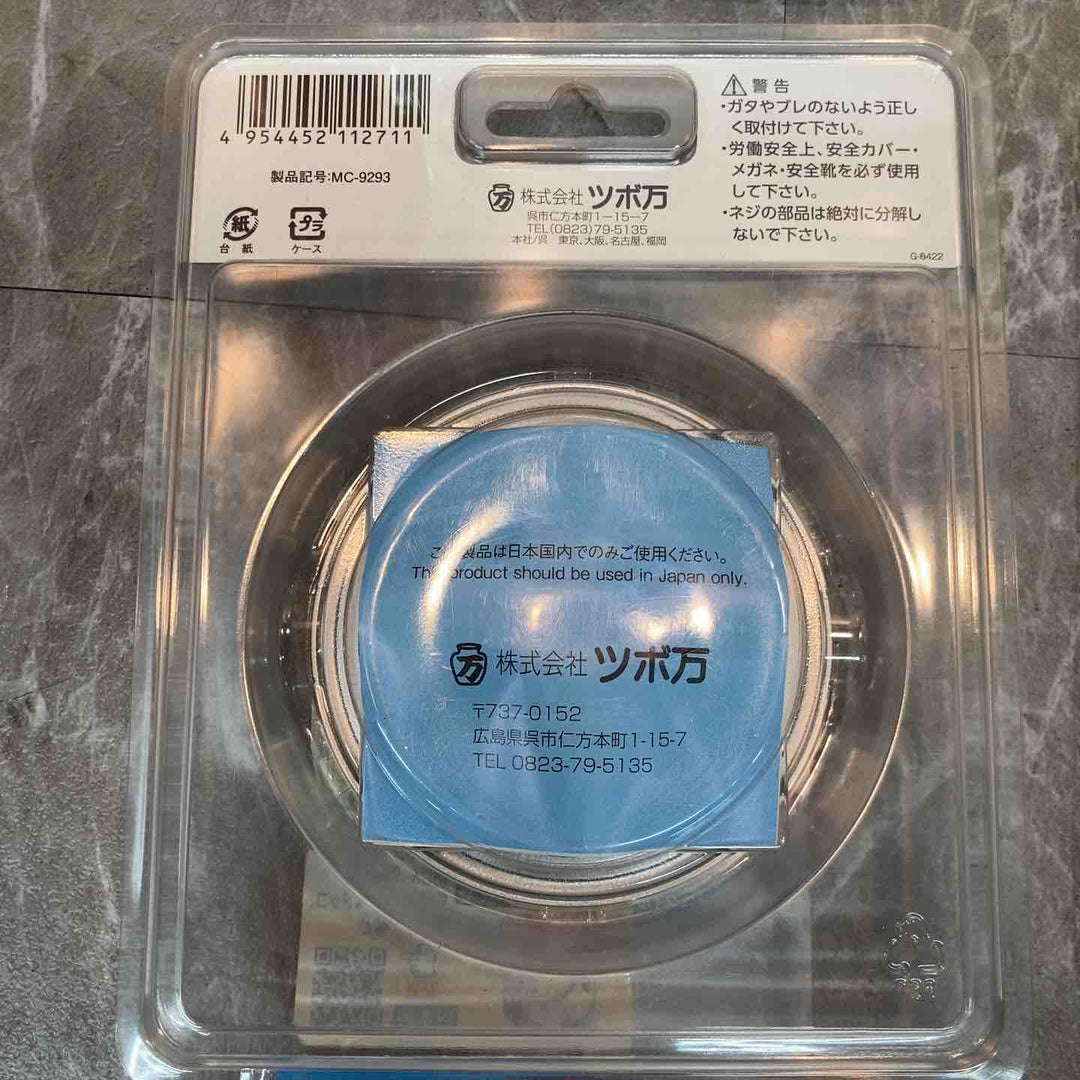 4 954452 112711
製品記号:MC-9293
紙
台 紙
プラ
ケース
万 株式会社 ツボ万
呉市仁方本町1-15-7
TEL(0823)79-5135
本社/呉 東京、大阪、名古屋、福岡
警告
・ガタやブレのないよう正し
く取付けて下さい。
・労働安全上、安全カバー・
メガネ・安全靴を必ず使用
して下さい。
・ネジの部品は絶対に分解し
ないで下さい。
G-6422
製品は日本国内でのみご使用ください。
product should be used in Japan only.
万 株式会社 ツボ万
〒737-0152
広島県呉市仁方本町1-15-7
TEL 0823-79-5135